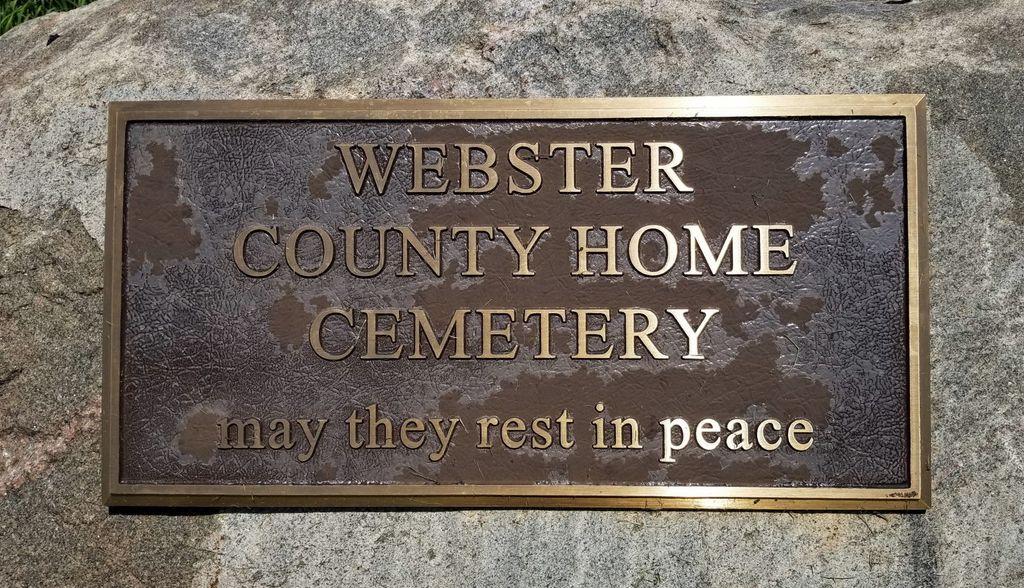 WEBSTER
COUNTY HOME
CEMETERY
may they rest in peace